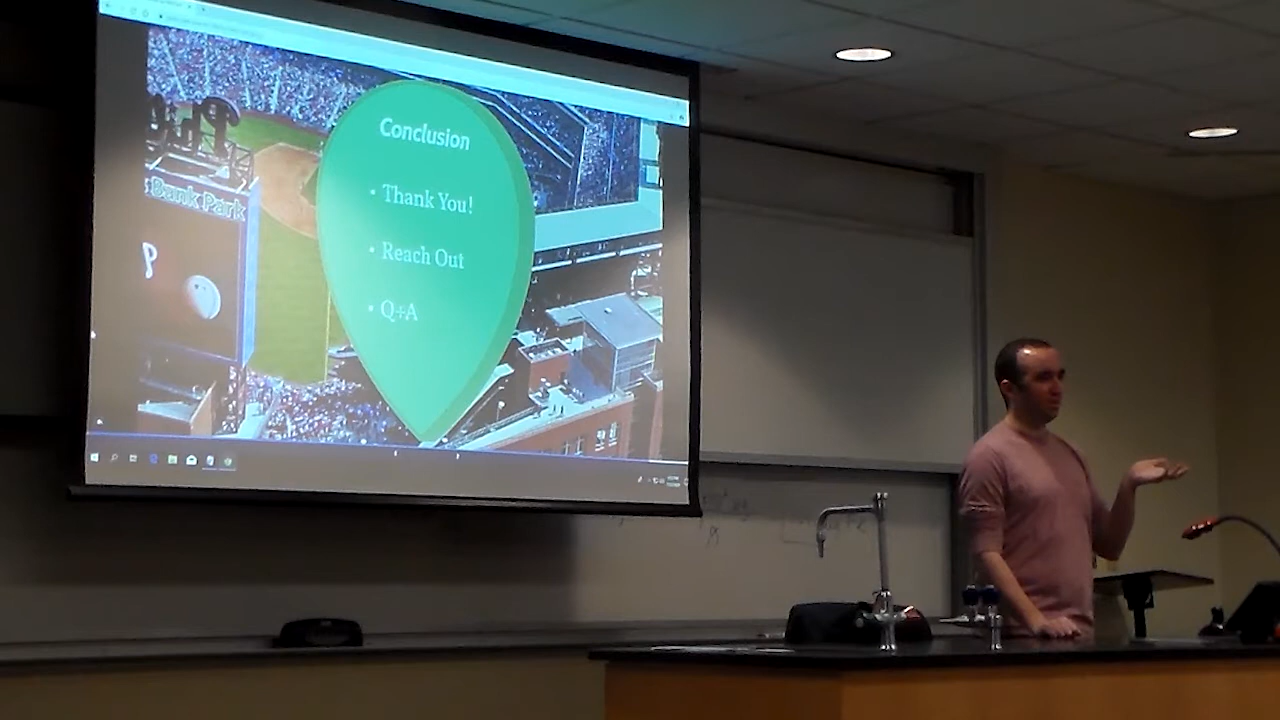 Conclusion
• Thank You!
• Reach Out
• Q+A
Bank Park
P